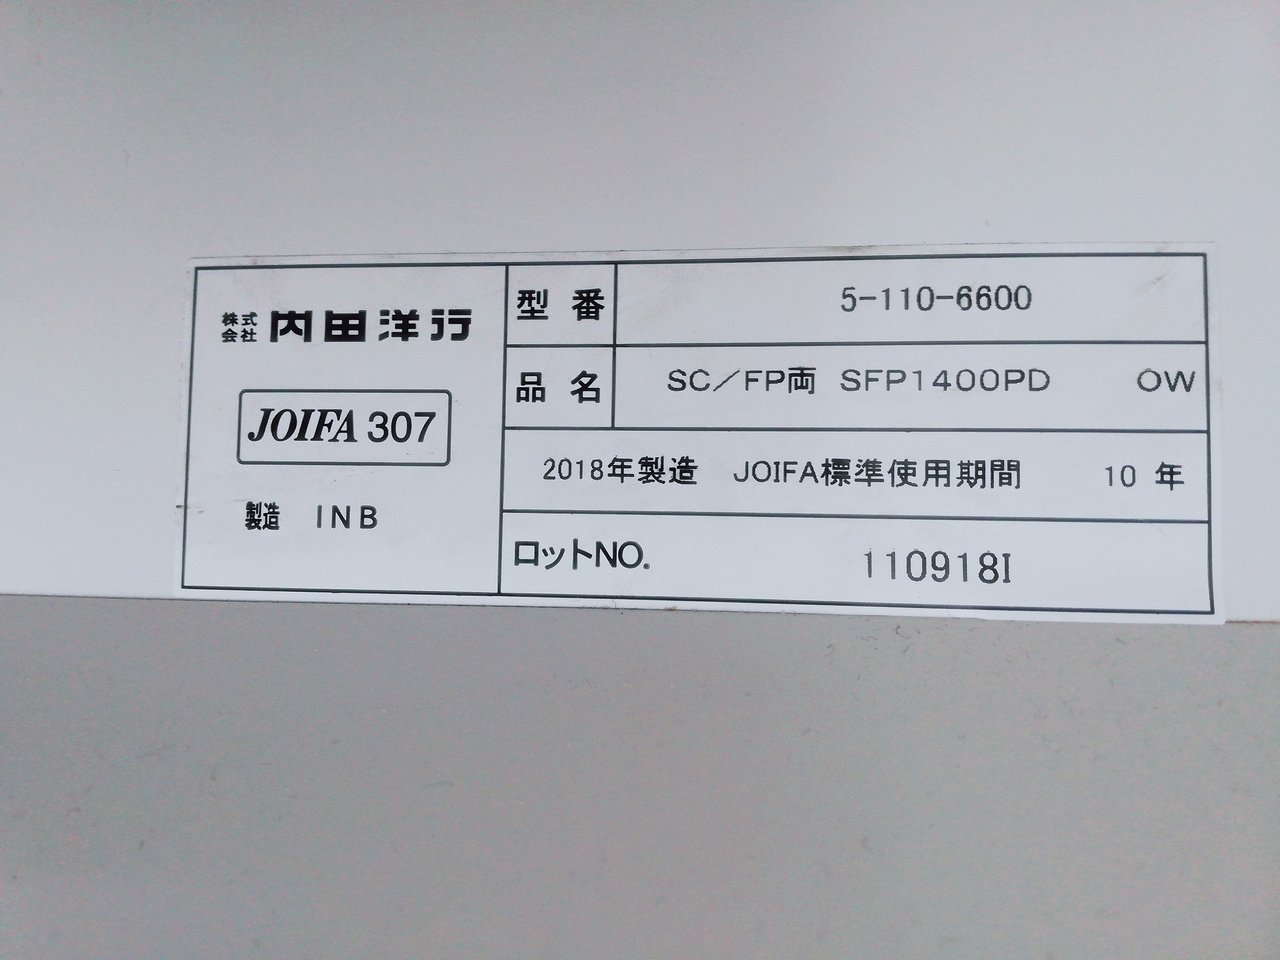 株式会社 内田洋行
JOIFA 307
製造 INB
型番 5-110-6600
品名 SC／FP両 SFP1400PD OW
2018年製造 JOIFA標準使用期間 10年
ロットNO. 110918I